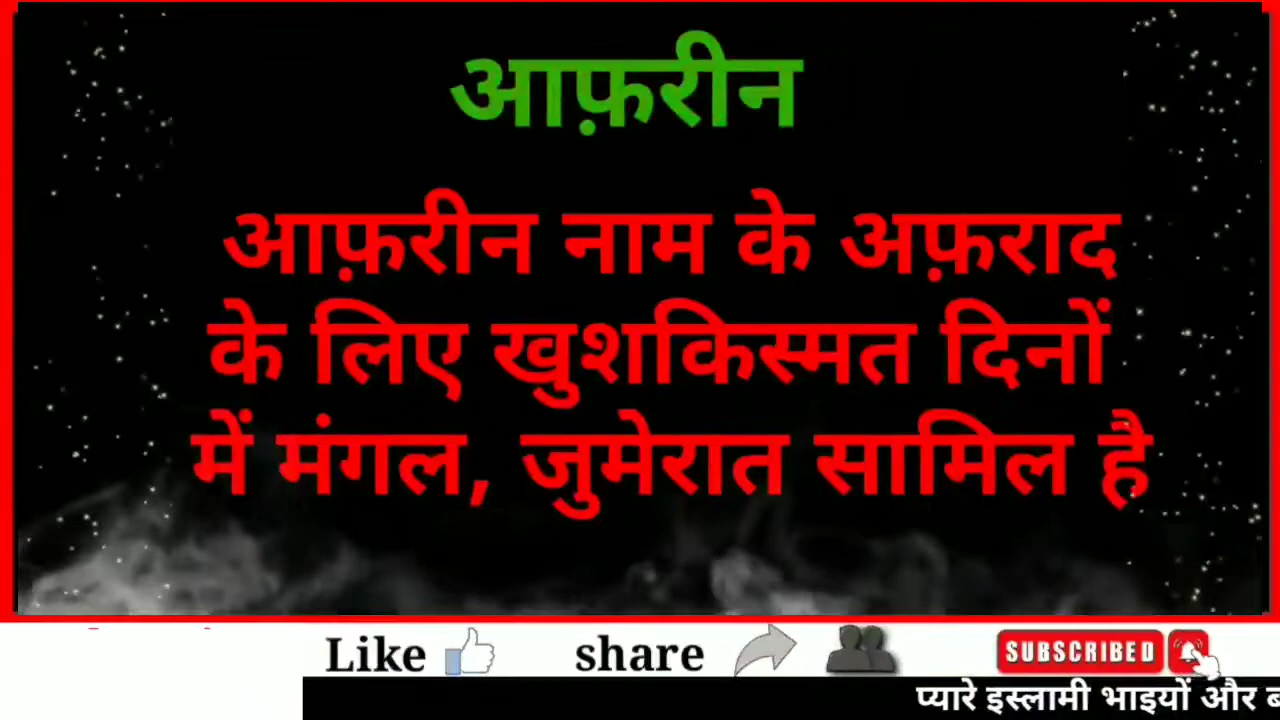 आफ़रीन
आफ़रीन नाम के अफ़राद
के लिए खुशकिस्मत दिनों
में मंगल, जुमेरात सामिल है
Like share SUBSCRIBED
प्यारे इस्लामी भाइयों और